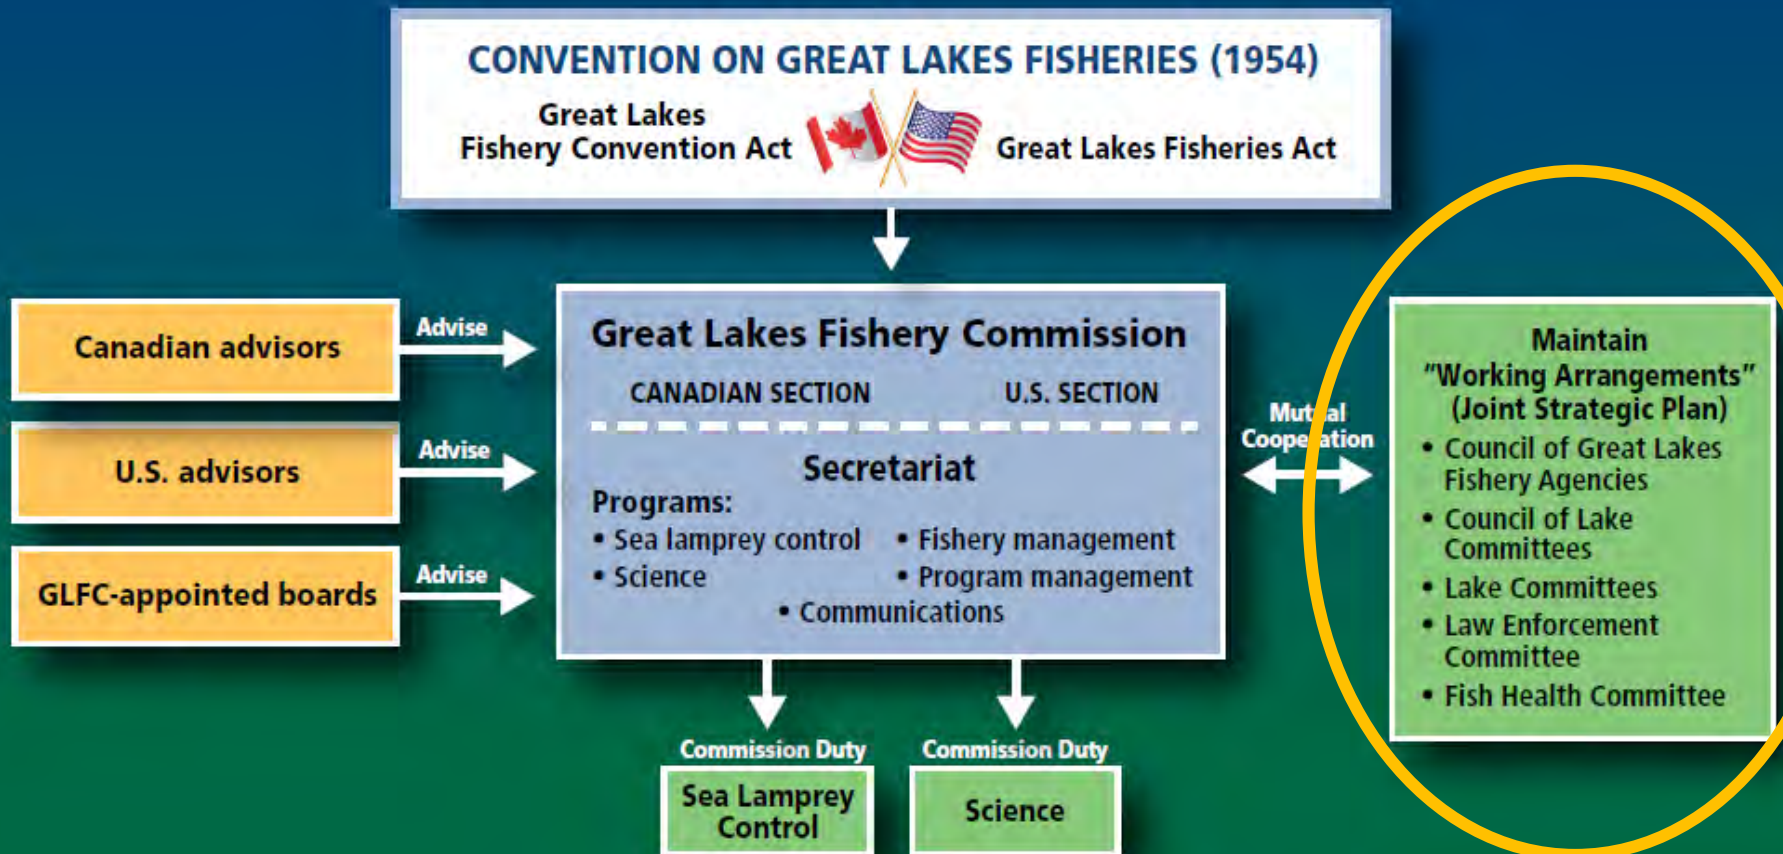 CONVENTION ON GREAT LAKES FISHERIES (1954)
Great Lakes
Fishery Convention Act
Great Lakes Fisheries Act
Canadian advisors
Advise
U.S. advisors
Advise
GLFC-appointed boards
Advise
Great Lakes Fishery Commission
CANADIAN SECTION
U.S. SECTION
Secretariat
Programs:
• Sea lamprey control
• Fishery management
• Science
• Program management
• Communications
Mutual
Cooperation
Maintain
"Working Arrangements"
(Joint Strategic Plan)
• Council of Great Lakes
Fishery Agencies
• Council of Lake
Committees
• Lake Committees
• Law Enforcement
Committee
• Fish Health Committee
Commission Duty
Sea Lamprey
Control
Commission Duty
Science